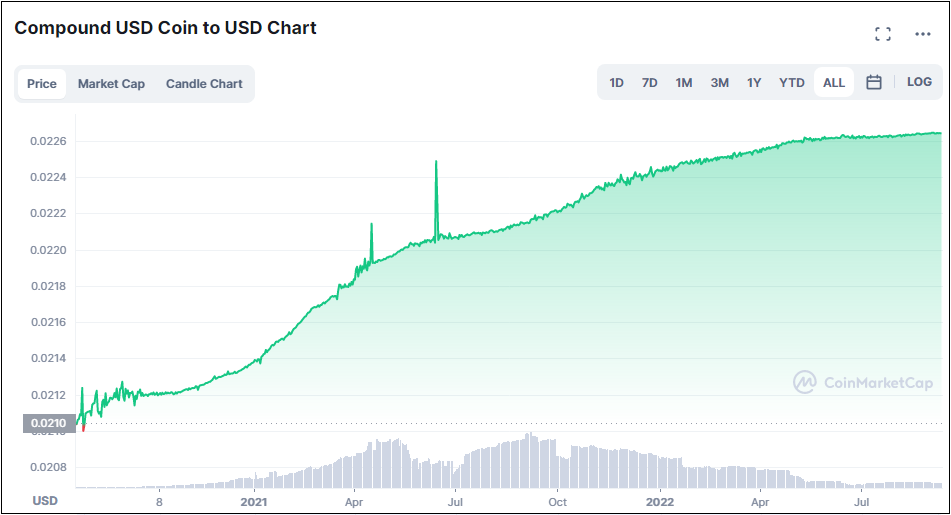 Compound USD Coin to USD Chart
Price Market Cap Candle Chart
1D 7D 1M 3M 1Y YTD ALL LOG
0.0226
0.0224
0.0222
0.0220
0.0218
0.0216
0.0214
0.0212
0.0210
0.0210
0.0208
CoinMarketCap
USD 8 2021 Apr Jul Oct 2022 Apr Jul